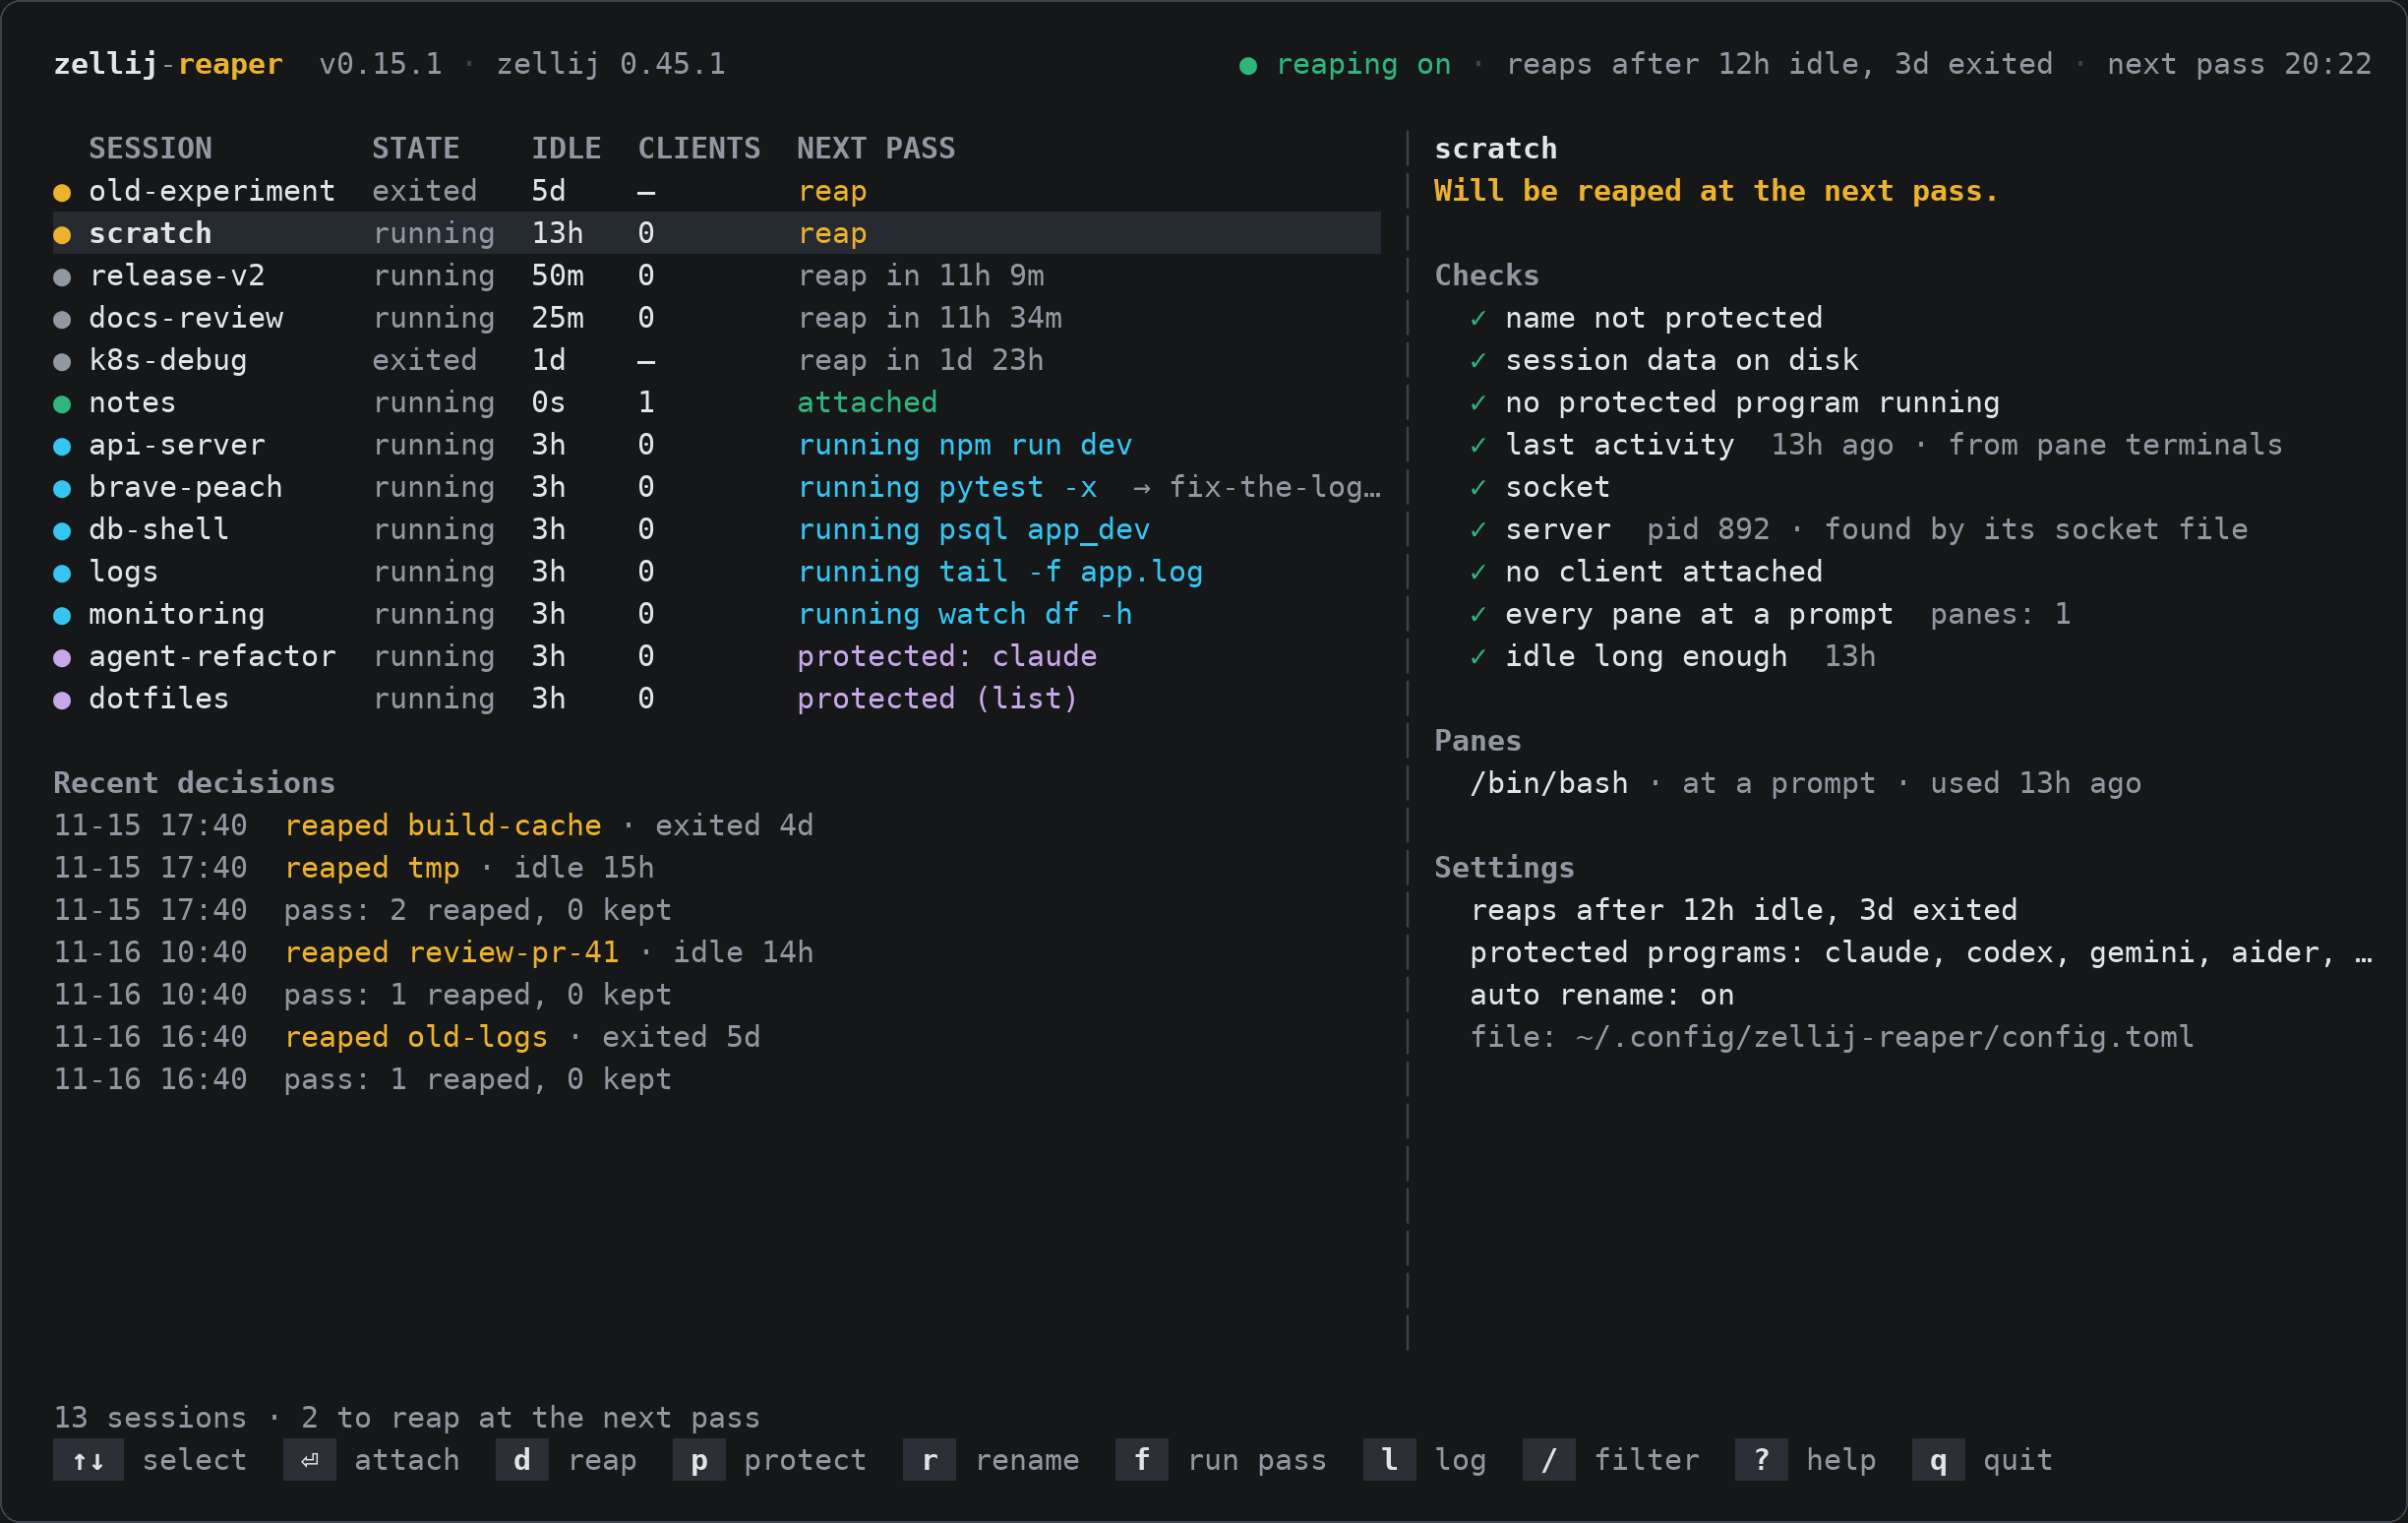 zellij-reaper  v0.15.1 · zellij 0.45.1
● reaping on · reaps after 12h idle, 3d exited · next pass 20:22
SESSION  STATE  IDLE  CLIENTS  NEXT PASS
● old-experiment  exited  5d  —  reap
● scratch  running  13h  0  reap
● release-v2  running  50m  0  reap in 11h 9m
● docs-review  running  25m  0  reap in 11h 34m
● k8s-debug  exited  1d  —  reap in 1d 23h
● notes  running  0s  1  attached
● api-server  running  3h  0  running npm run dev
● brave-peach  running  3h  0  running pytest -x  → fix-the-log…
● db-shell  running  3h  0  running psql app_dev
● logs  running  3h  0  running tail -f app.log
● monitoring  running  3h  0  running watch df -h
● agent-refactor  running  3h  0  protected: claude
● dotfiles  running  3h  0  protected (list)
Recent decisions
11-15 17:40  reaped build-cache · exited 4d
11-15 17:40  reaped tmp · idle 15h
11-15 17:40  pass: 2 reaped, 0 kept
11-16 10:40  reaped review-pr-41 · idle 14h
11-16 10:40  pass: 1 reaped, 0 kept
11-16 16:40  reaped old-logs · exited 5d
11-16 16:40  pass: 1 reaped, 0 kept
scratch
Will be reaped at the next pass.
Checks
✓ name not protected
✓ session data on disk
✓ no protected program running
✓ last activity  13h ago · from pane terminals
✓ socket
✓ server  pid 892 · found by its socket file
✓ no client attached
✓ every pane at a prompt  panes: 1
✓ idle long enough  13h
Panes
/bin/bash · at a prompt · used 13h ago
Settings
reaps after 12h idle, 3d exited
protected programs: claude, codex, gemini, aider, …
auto rename: on
file: ~/.config/zellij-reaper/config.toml
13 sessions · 2 to reap at the next pass
↑↓ select  ⏎ attach  d reap  p protect  r rename  f run pass  l log  / filter  ? help  q quit